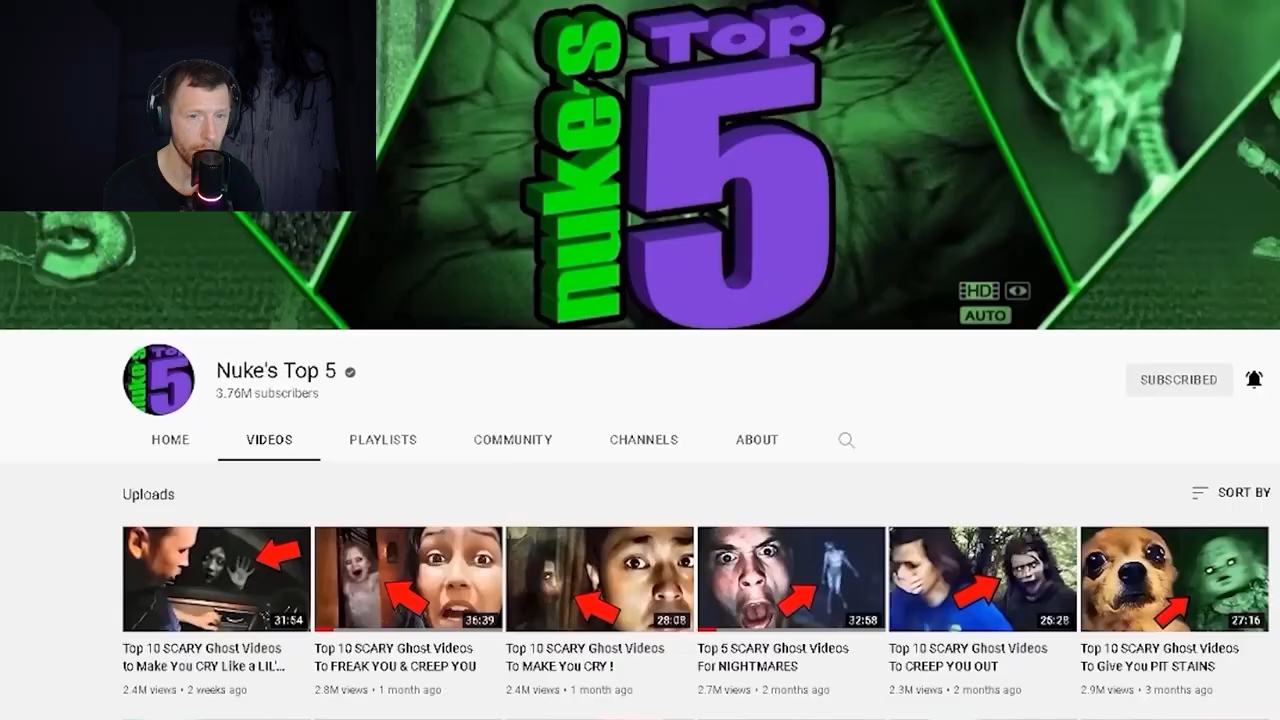 nuke's
Top
5
HD
AUTO
nuke's
Top
5
Nuke's Top 5
3.76M subscribers
SUBSCRIBED
HOME
VIDEOS
PLAYLISTS
COMMUNITY
CHANNELS
ABOUT
Uploads
SORT BY
31:54
36:39
28:08
32:58
25:28
27:16
Top 10 SCARY Ghost Videos
to Make You CRY Like a LIL'...
2.4M views • 2 weeks ago
Top 10 SCARY Ghost Videos
To FREAK YOU & CREEP YOU
2.8M views • 1 month ago
Top 10 SCARY Ghost Videos
To MAKE You CRY !
2.4M views • 1 month ago
Top 5 SCARY Ghost Videos
For NIGHTMARES
2.7M views • 2 months ago
Top 10 SCARY Ghost Videos
To CREEP YOU OUT
2.3M views • 2 months ago
Top 10 SCARY Ghost Videos
To Give You PIT STAINS
2.9M views • 3 months ago